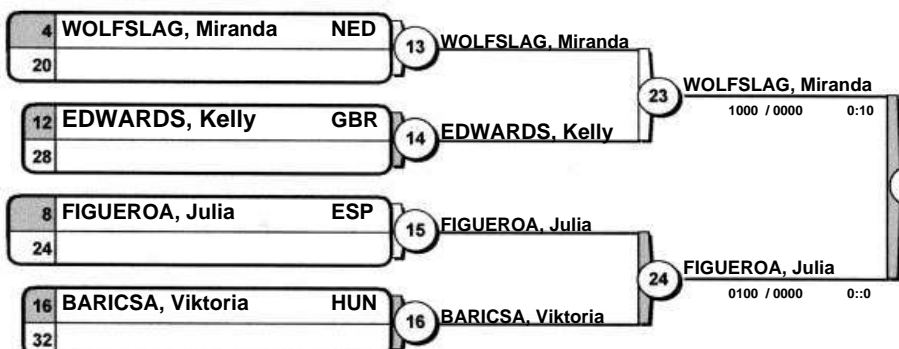 4 WOLFSLAG, Miranda NED
20
13 WOLFSLAG, Miranda
12 EDWARDS, Kelly GBR
28
14 EDWARDS, Kelly
23 WOLFSLAG, Miranda
1000 / 0000 0:10
8 FIGUEROA, Julia ESP
24
15 FIGUEROA, Julia
16 BARICSA, Viktoria HUN
32
16 BARICSA, Viktoria
24 FIGUEROA, Julia
0100 / 0000 0::0